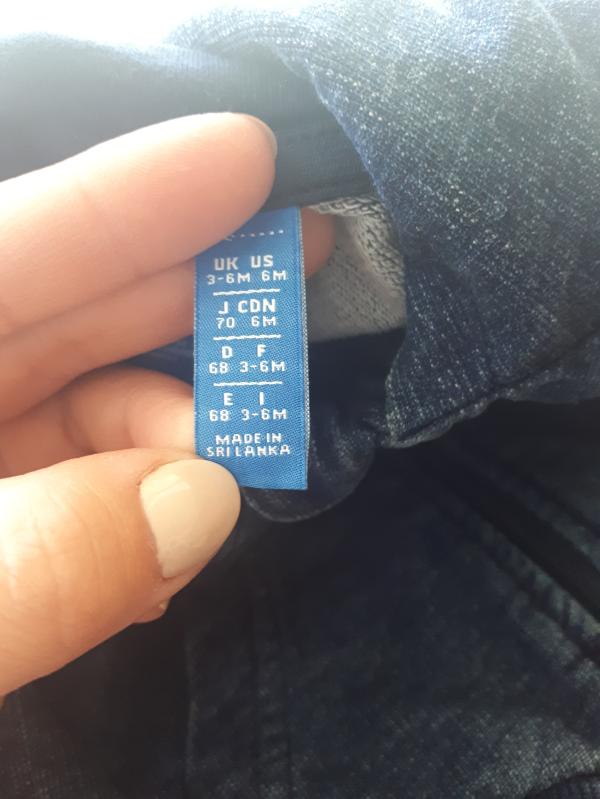 UK US
3-6M 6M
J CDN
70 6M
D F
68 3-6M
E I
68 3-6M
MADE IN
SRI LANKA